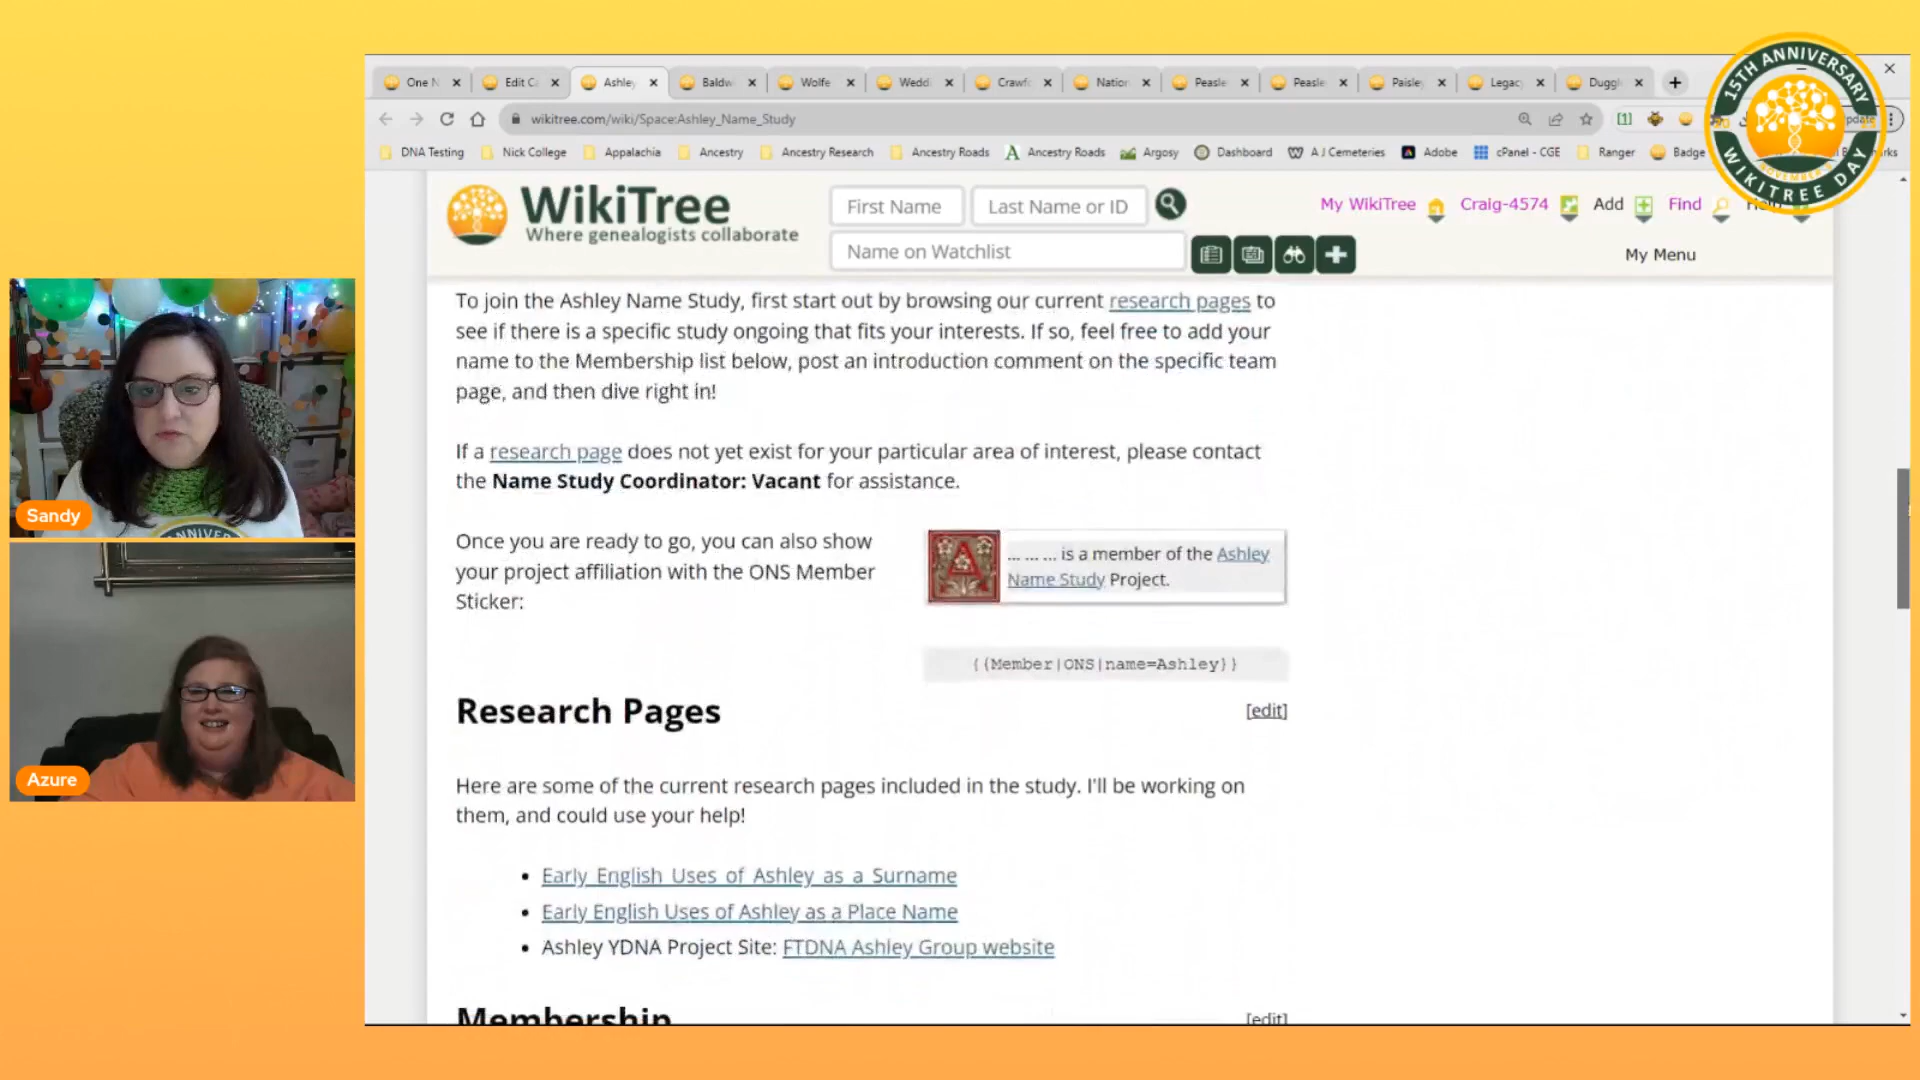 One N
Edit C
Ashley
Baldw
Wolfe
Wedd
Crawf
Nation
Peasle
Peasle
Paisley
Legac
Duggl
wikitree.com/wiki/Space:Ashley_Name_Study
DNA Testing
Nick College
Appalachia
Ancestry
Ancestry Research
Ancestry Roads
Ancestry Roads
Argosy
Dashboard
A J Cemeteries
Adobe
cPanel - CGE
Ranger
Badge
15TH ANNIVERSARY
WIKITREE DAY
WikiTree
Where genealogists collaborate
First Name
Last Name or ID
Name on Watchlist
My WikiTree
Craig-4574
Add
Find
Help
My Menu
To join the Ashley Name Study, first start out by browsing our current research pages to
see if there is a specific study ongoing that fits your interests. If so, feel free to add your
name to the Membership list below, post an introduction comment on the specific team
page, and then dive right in!
If a research page does not yet exist for your particular area of interest, please contact
the Name Study Coordinator: Vacant for assistance.
Once you are ready to go, you can also show
your project affiliation with the ONS Member
Sticker:
... ... ... is a member of the Ashley
Name Study Project.
{{Member|ONS|name=Ashley}}
Research Pages
[edit]
Here are some of the current research pages included in the study. I'll be working on
them, and could use your help!
• Early English Uses of Ashley as a Surname
• Early English Uses of Ashley as a Place Name
• Ashley YDNA Project Site: FTDNA Ashley Group website
Membership
[edit]
Sandy
Azure